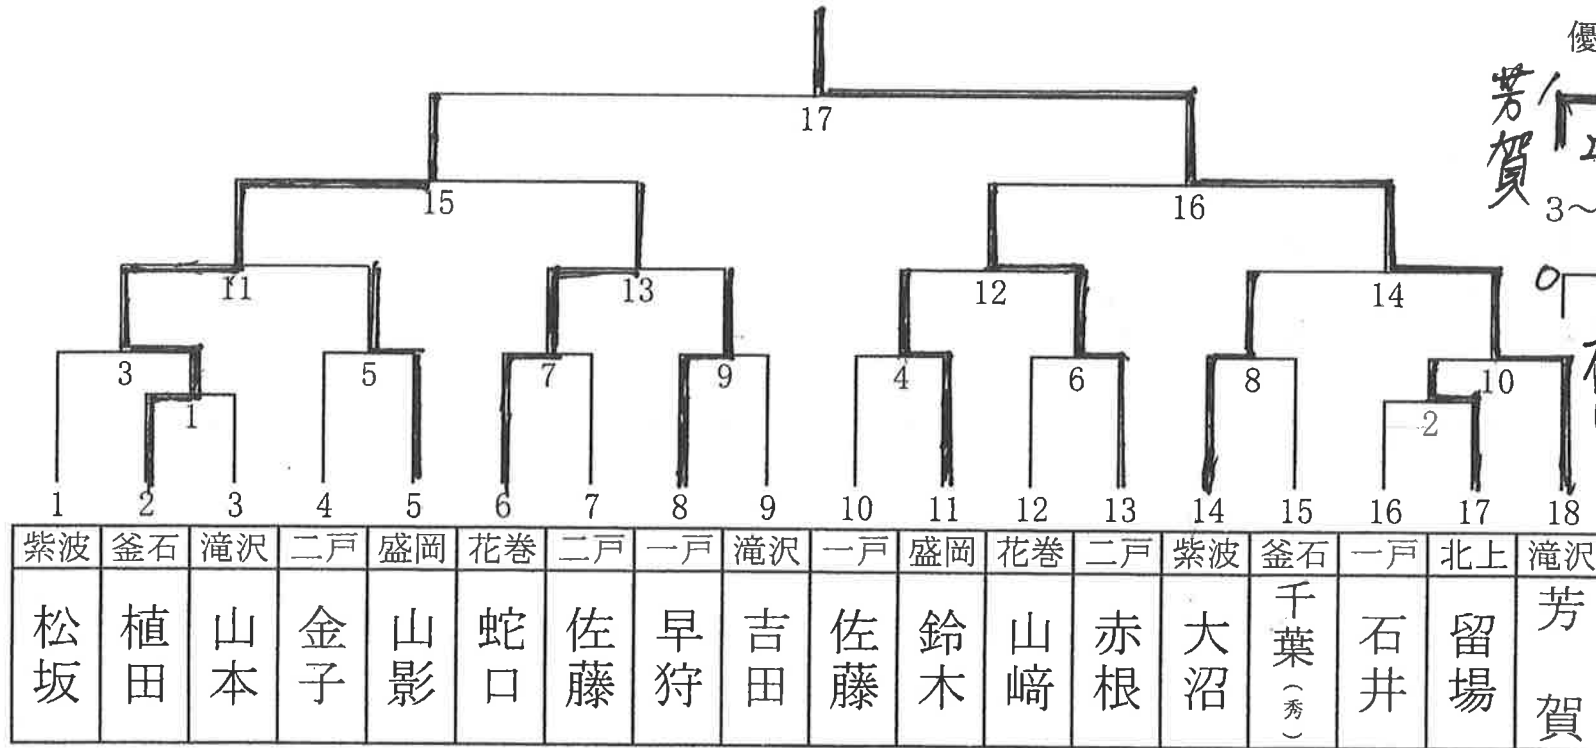 優
芳賀
17
15 16
3～
11 13 12 14
0
3 5 7 9 4 6 8 10
1 2
1 2 3 4 5 6 7 8 9 10 11 12 13 14 15 16 17 18
紫波 釜石 滝沢 二戸 盛岡 花巻 二戸 一戸 滝沢 一戸 盛岡 花巻 二戸 紫波 釜石 一戸 北上 滝沢
松坂 植田 山本 金子 山影 蛇口 佐藤 早狩 吉田 佐藤 鈴木 山﨑 赤根 大沼 千葉（秀） 石井 留場 芳賀